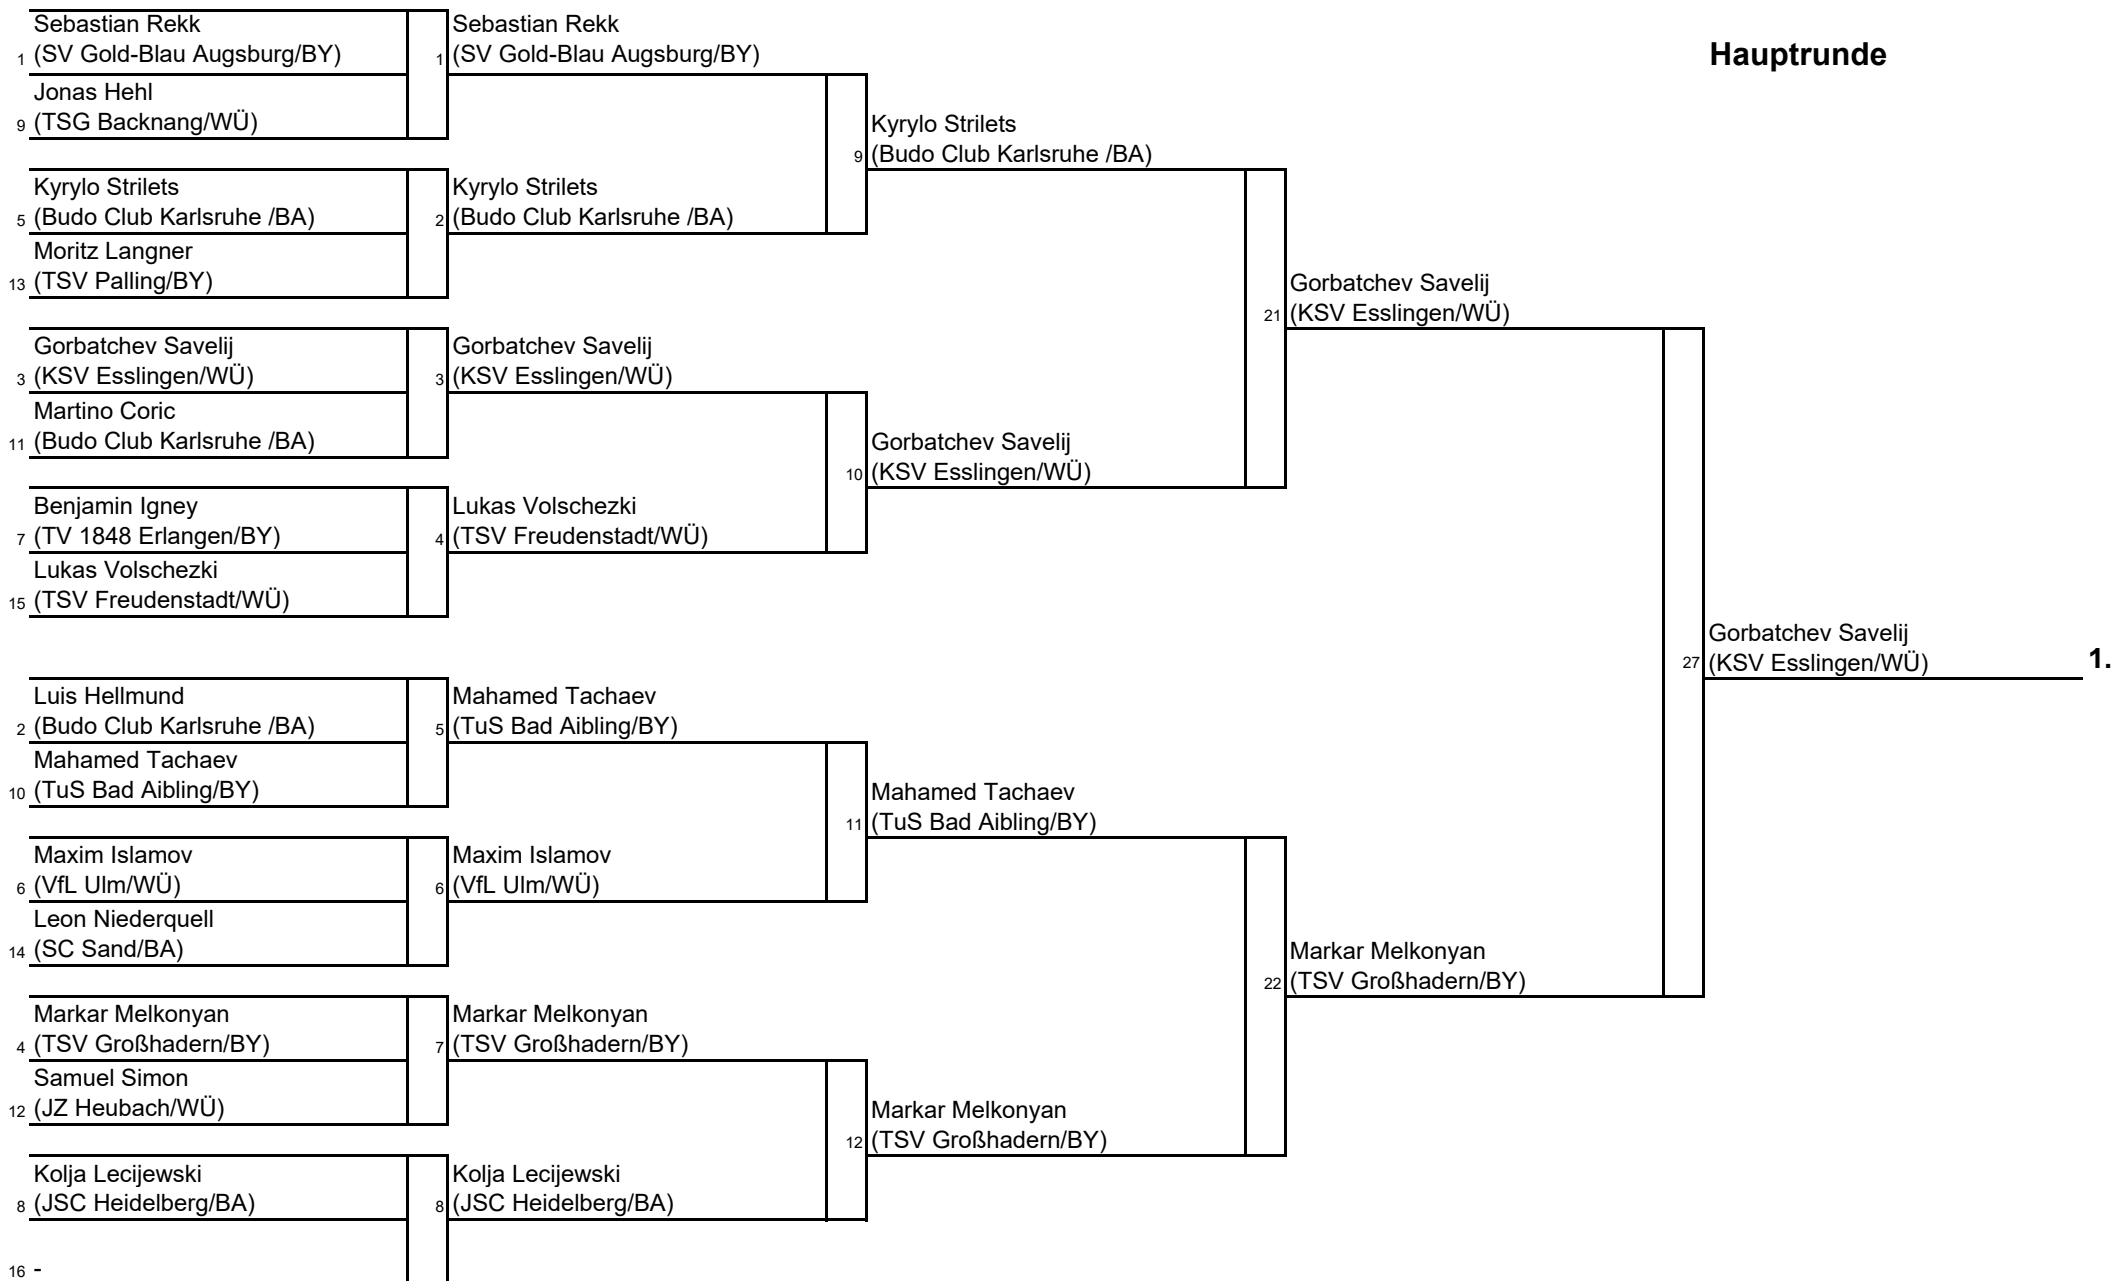 Hauptrunde
Sebastian Rekk
1 (SV Gold-Blau Augsburg/BY)
Jonas Hehl
9 (TSG Backnang/WÜ)
Kyrylo Strilets
5 (Budo Club Karlsruhe /BA)
Moritz Langner
13 (TSV Palling/BY)
Gorbatchev Savelij
3 (KSV Esslingen/WÜ)
Martino Coric
11 (Budo Club Karlsruhe /BA)
Benjamin Igney
7 (TV 1848 Erlangen/BY)
Lukas Volschezki
15 (TSV Freudenstadt/WÜ)
Luis Hellmund
2 (Budo Club Karlsruhe /BA)
Mahamed Tachaev
10 (TuS Bad Aibling/BY)
Maxim Islamov
6 (VfL Ulm/WÜ)
Leon Niederquell
14 (SC Sand/BA)
Markar Melkonyan
4 (TSV Großhadern/BY)
Samuel Simon
12 (JZ Heubach/WÜ)
Kolja Lecijewski
8 (JSC Heidelberg/BA)
16 -
Sebastian Rekk
1 (SV Gold-Blau Augsburg/BY)
Kyrylo Strilets
2 (Budo Club Karlsruhe /BA)
Gorbatchev Savelij
3 (KSV Esslingen/WÜ)
Lukas Volschezki
4 (TSV Freudenstadt/WÜ)
Mahamed Tachaev
5 (TuS Bad Aibling/BY)
Maxim Islamov
6 (VfL Ulm/WÜ)
Markar Melkonyan
7 (TSV Großhadern/BY)
Kolja Lecijewski
8 (JSC Heidelberg/BA)
Kyrylo Strilets
9 (Budo Club Karlsruhe /BA)
Gorbatchev Savelij
10 (KSV Esslingen/WÜ)
Mahamed Tachaev
11 (TuS Bad Aibling/BY)
Markar Melkonyan
12 (TSV Großhadern/BY)
Gorbatchev Savelij
21 (KSV Esslingen/WÜ)
Markar Melkonyan
22 (TSV Großhadern/BY)
Gorbatchev Savelij
27 (KSV Esslingen/WÜ) 1.